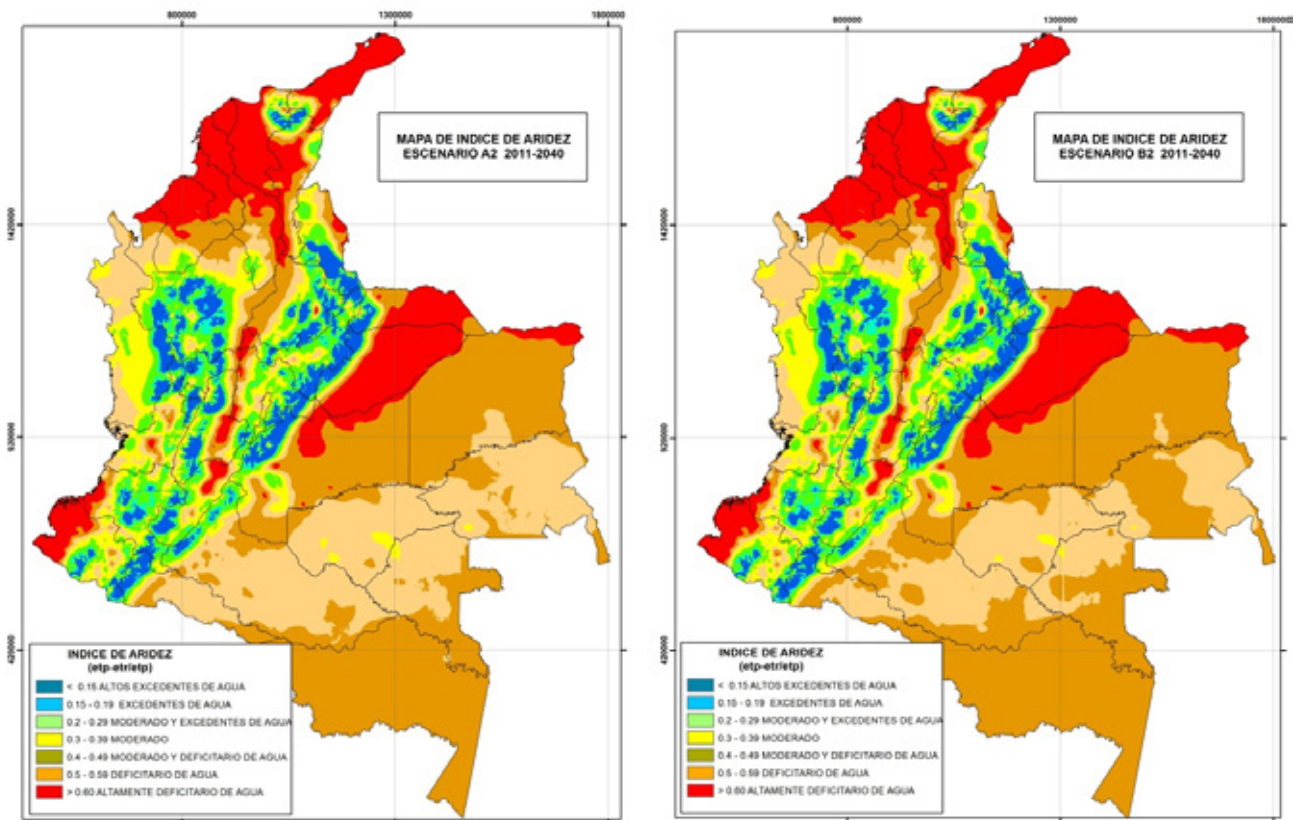 800000 1300000 1800000
MAPA DE INDICE DE ARIDEZ
ESCENARIO A2 2011-2040
1420000
920000
420000
INDICE DE ARIDEZ
(etp-etr/etp)
< 0.15 ALTOS EXCEDENTES DE AGUA
0.15 - 0.19 EXCEDENTES DE AGUA
0.2 - 0.29 MODERADO Y EXCEDENTES DE AGUA
0.3 - 0.39 MODERADO
0.4 - 0.49 MODERADO Y DEFICITARIO DE AGUA
0.5 - 0.59 DEFICITARIO DE AGUA
> 0.60 ALTAMENTE DEFICITARIO DE AGUA
800000 1300000 1800000
MAPA DE INDICE DE ARIDEZ
ESCENARIO B2 2011-2040
1420000
920000
420000
INDICE DE ARIDEZ
(etp-etr/etp)
< 0.15 ALTOS EXCEDENTES DE AGUA
0.15 - 0.19 EXCEDENTES DE AGUA
0.2 - 0.29 MODERADO Y EXCEDENTES DE AGUA
0.3 - 0.39 MODERADO
0.4 - 0.49 MODERADO Y DEFICITARIO DE AGUA
0.5 - 0.59 DEFICITARIO DE AGUA
> 0.60 ALTAMENTE DEFICITARIO DE AGUA